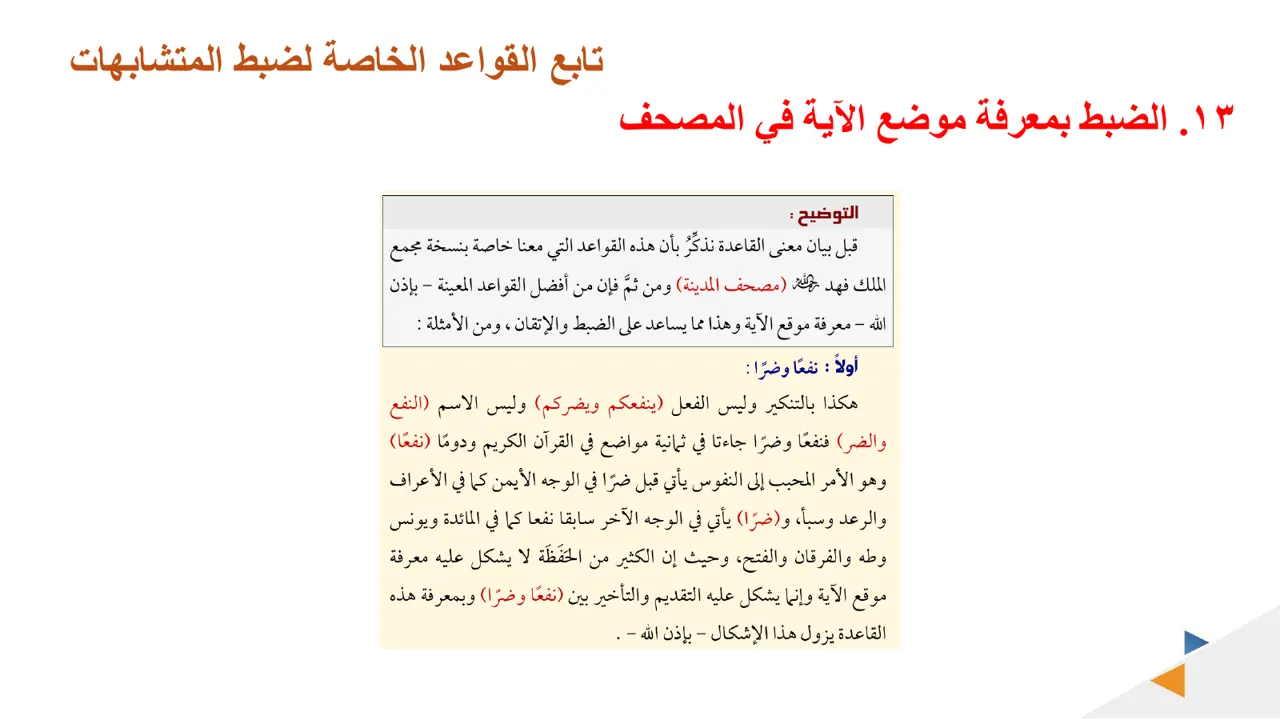 تابع القواعد الخاصة لضبط المتشابهات
١٣. الضبط بمعرفة موضع الآية في المصحف
التوضيح :
قبل بيان معنى القاعدة نذكِّرُ بأن هذه القواعد التي معنا خاصة بنسخة مجمع
الملك فهد (مصحف المدينة) ومن ثمَّ فإن من أفضل القواعد المعينة – بإذن
الله – معرفة موقع الآية وهذا مما يساعد على الضبط والإتقان ، ومن الأمثلة :
أولاً : نفعًا وضرًا :
هكذا بالتنكير وليس الفعل (ينفعكم ويضركم) وليس الاسم (النفع
والضر) فنفعًا وضرًا جاءتا في ثمانية مواضع في القرآن الكريم ودومًا (نفعًا)
وهو الأمر المحبب إلى النفوس يأتي قبل ضرًا في الوجه الأيمن كما في الأعراف
والرعد وسبأ، و(ضرًا) يأتي في الوجه الآخر سابقا نفعا كما في المائدة ويونس
وطه والفرقان والفتح، وحيث إن الكثير من الحَفَظَة لا يشكل عليه معرفة
موقع الآية وإنما يشكل عليه التقديم والتأخير بين (نفعًا وضرًا) وبمعرفة هذه
القاعدة يزول هذا الإشكال – بإذن الله – .